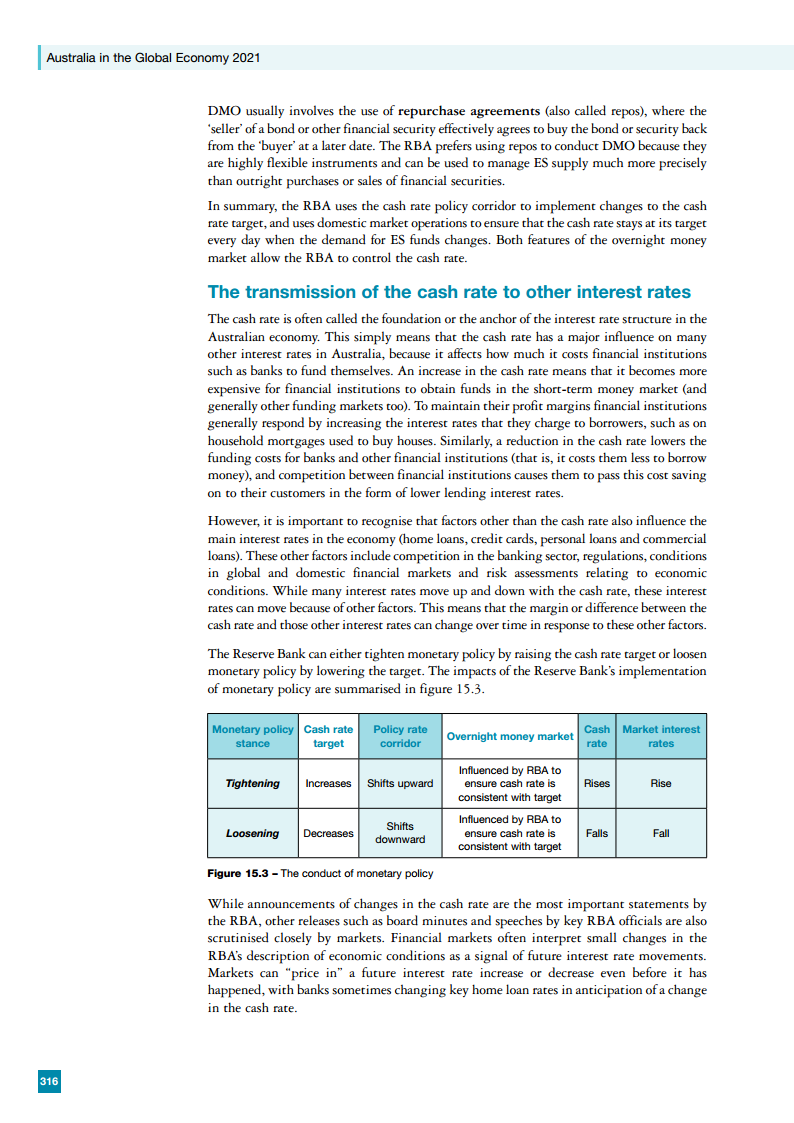 Australia in the Global Economy 2021
DMO usually involves the use of repurchase agreements (also called repos), where the
‘seller’ of a bond or other financial security effectively agrees to buy the bond or security back
from the ‘buyer’ at a later date. The RBA prefers using repos to conduct DMO because they
are highly flexible instruments and can be used to manage ES supply much more precisely
than outright purchases or sales of financial securities.
In summary, the RBA uses the cash rate policy corridor to implement changes to the cash
rate target, and uses domestic market operations to ensure that the cash rate stays at its target
every day when the demand for ES funds changes. Both features of the overnight money
market allow the RBA to control the cash rate.
The transmission of the cash rate to other interest rates
The cash rate is often called the foundation or the anchor of the interest rate structure in the
Australian economy. This simply means that the cash rate has a major influence on many
other interest rates in Australia, because it affects how much it costs financial institutions
such as banks to fund themselves. An increase in the cash rate means that it becomes more
expensive for financial institutions to obtain funds in the short-term money market (and
generally other funding markets too). To maintain their profit margins financial institutions
generally respond by increasing the interest rates that they charge to borrowers, such as on
household mortgages used to buy houses. Similarly, a reduction in the cash rate lowers the
funding costs for banks and other financial institutions (that is, it costs them less to borrow
money), and competition between financial institutions causes them to pass this cost saving
on to their customers in the form of lower lending interest rates.
However, it is important to recognise that factors other than the cash rate also influence the
main interest rates in the economy (home loans, credit cards, personal loans and commercial
loans). These other factors include competition in the banking sector, regulations, conditions
in global and domestic financial markets and risk assessments relating to economic
conditions. While many interest rates move up and down with the cash rate, these interest
rates can move because of other factors. This means that the margin or difference between the
cash rate and those other interest rates can change over time in response to these other factors.
The Reserve Bank can either tighten monetary policy by raising the cash rate target or loosen
monetary policy by lowering the target. The impacts of the Reserve Bank’s implementation
of monetary policy are summarised in figure 15.3.
Monetary policy stance Cash rate target Policy rate corridor Overnight money market Cash rate Market interest rates
Tightening Increases Shifts upward Influenced by RBA to ensure cash rate is consistent with target Rises Rise
Loosening Decreases Shifts downward Influenced by RBA to ensure cash rate is consistent with target Falls Fall
Figure 15.3 – The conduct of monetary policy
While announcements of changes in the cash rate are the most important statements by
the RBA, other releases such as board minutes and speeches by key RBA officials are also
scrutinised closely by markets. Financial markets often interpret small changes in the
RBA’s description of economic conditions as a signal of future interest rate movements.
Markets can “price in” a future interest rate increase or decrease even before it has
happened, with banks sometimes changing key home loan rates in anticipation of a change
in the cash rate.
316